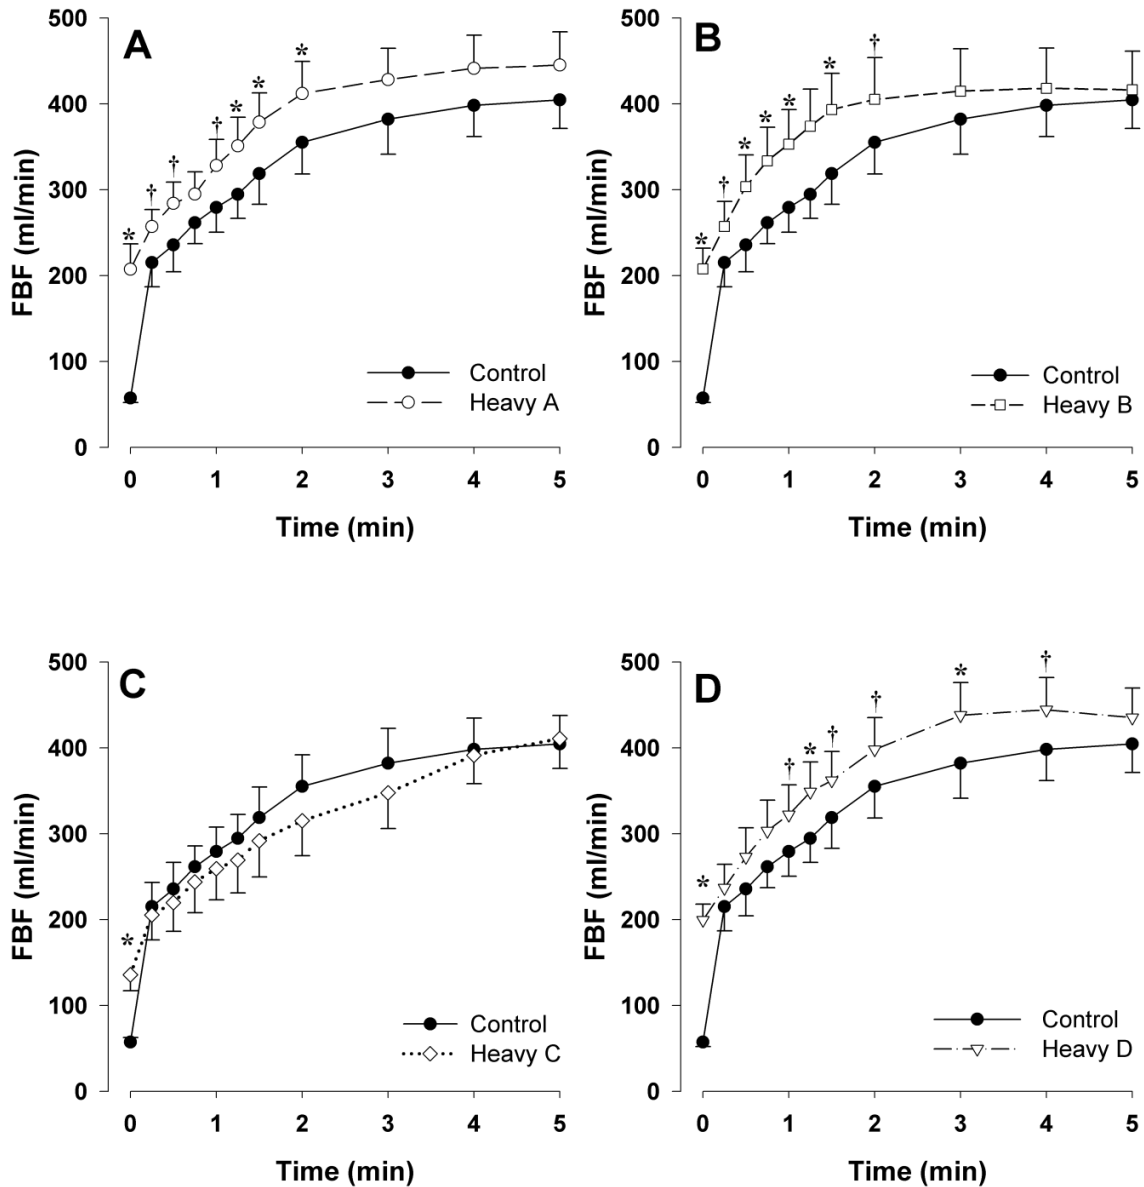 A
* † † † * * *
500
400
300
200
100
0
FBF (ml/min)
Control
Heavy A
0 1 2 3 4 5
Time (min)
B
* † * * * * †
500
400
300
200
100
0
FBF (ml/min)
Control
Heavy B
0 1 2 3 4 5
Time (min)
C
*
500
400
300
200
100
0
FBF (ml/min)
Control
Heavy C
0 1 2 3 4 5
Time (min)
D
* † * † † * †
500
400
300
200
100
0
FBF (ml/min)
Control
Heavy D
0 1 2 3 4 5
Time (min)